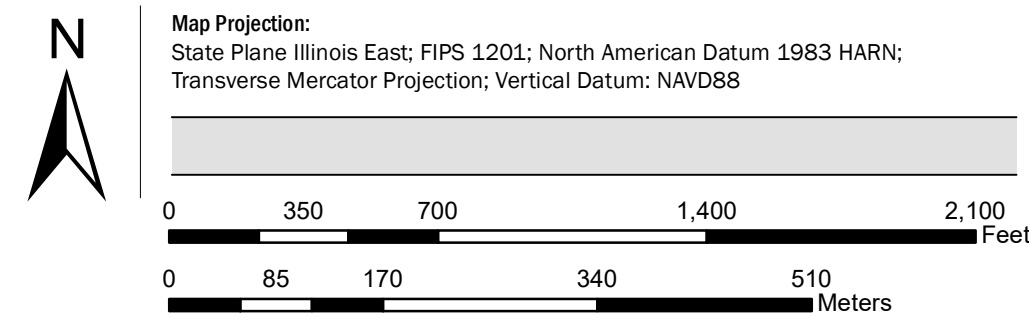 N
Map Projection:
State Plane Illinois East; FIPS 1201; North American Datum 1983 HARN;
Transverse Mercator Projection; Vertical Datum: NAVD88
0 350 700 1,400 2,100
Feet
0 85 170 340 510
Meters